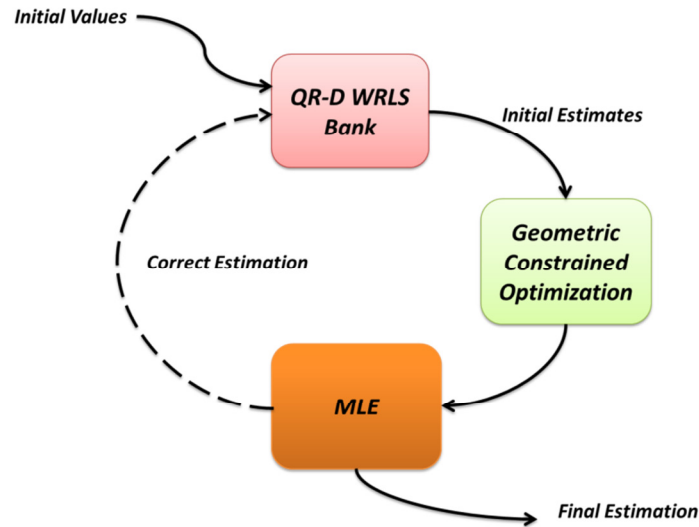 Initial Values
QR-D WRLS
Bank
Initial Estimates
Geometric
Constrained
Optimization
Correct Estimation
MLE
Final Estimation